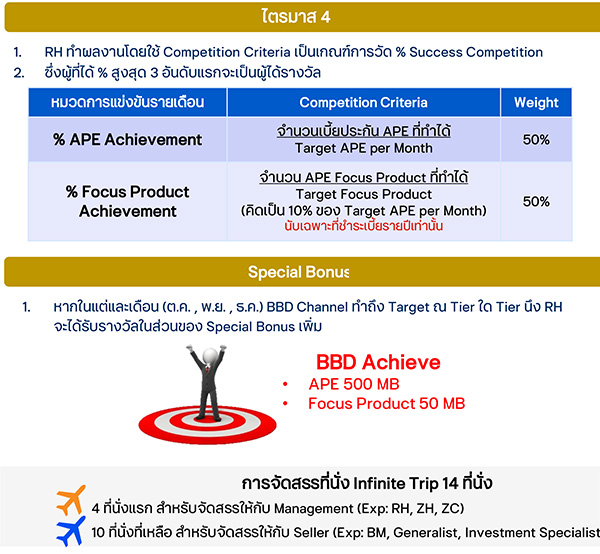 ไตรมาส 4
1. RH ทำผลงานโดยใช้ Competition Criteria เป็นเกณฑ์การวัด % Success Competition
2. ซึ่งผู้ที่ได้ % สูงสุด 3 อันดับแรกจะเป็นผู้ได้รางวัล
หมวดการแข่งขันรายเดือน Competition Criteria Weight
% APE Achievement จำนวนเบี้ยประกัน APE ที่ทำได้ 50%
Target APE per Month
% Focus Product Achievement จำนวน APE Focus Product ที่ทำได้ 50%
Target Focus Product
(คิดเป็น 10% ของ Target APE per Month)
นับเฉพาะที่ชำระเบี้ยรายปีเท่านั้น
Special Bonus
1. หากในแต่และเดือน (ต.ค. , พ.ย. , ธ.ค.) BBD Channel ทำถึง Target ณ Tier ใด Tier นึง RH
จะได้รับรางวัลในส่วนของ Special Bonus เพิ่ม
BBD Achieve
• APE 500 MB
• Focus Product 50 MB
การจัดสรรที่นั่ง Infinite Trip 14 ที่นั่ง
4 ที่นั่งแรก สำหรับจัดสรรให้กับ Management (Exp: RH, ZH, ZC)
10 ที่นั่งที่เหลือ สำหรับจัดสรรให้กับ Seller (Exp: BM, Generalist, Investment Specialist